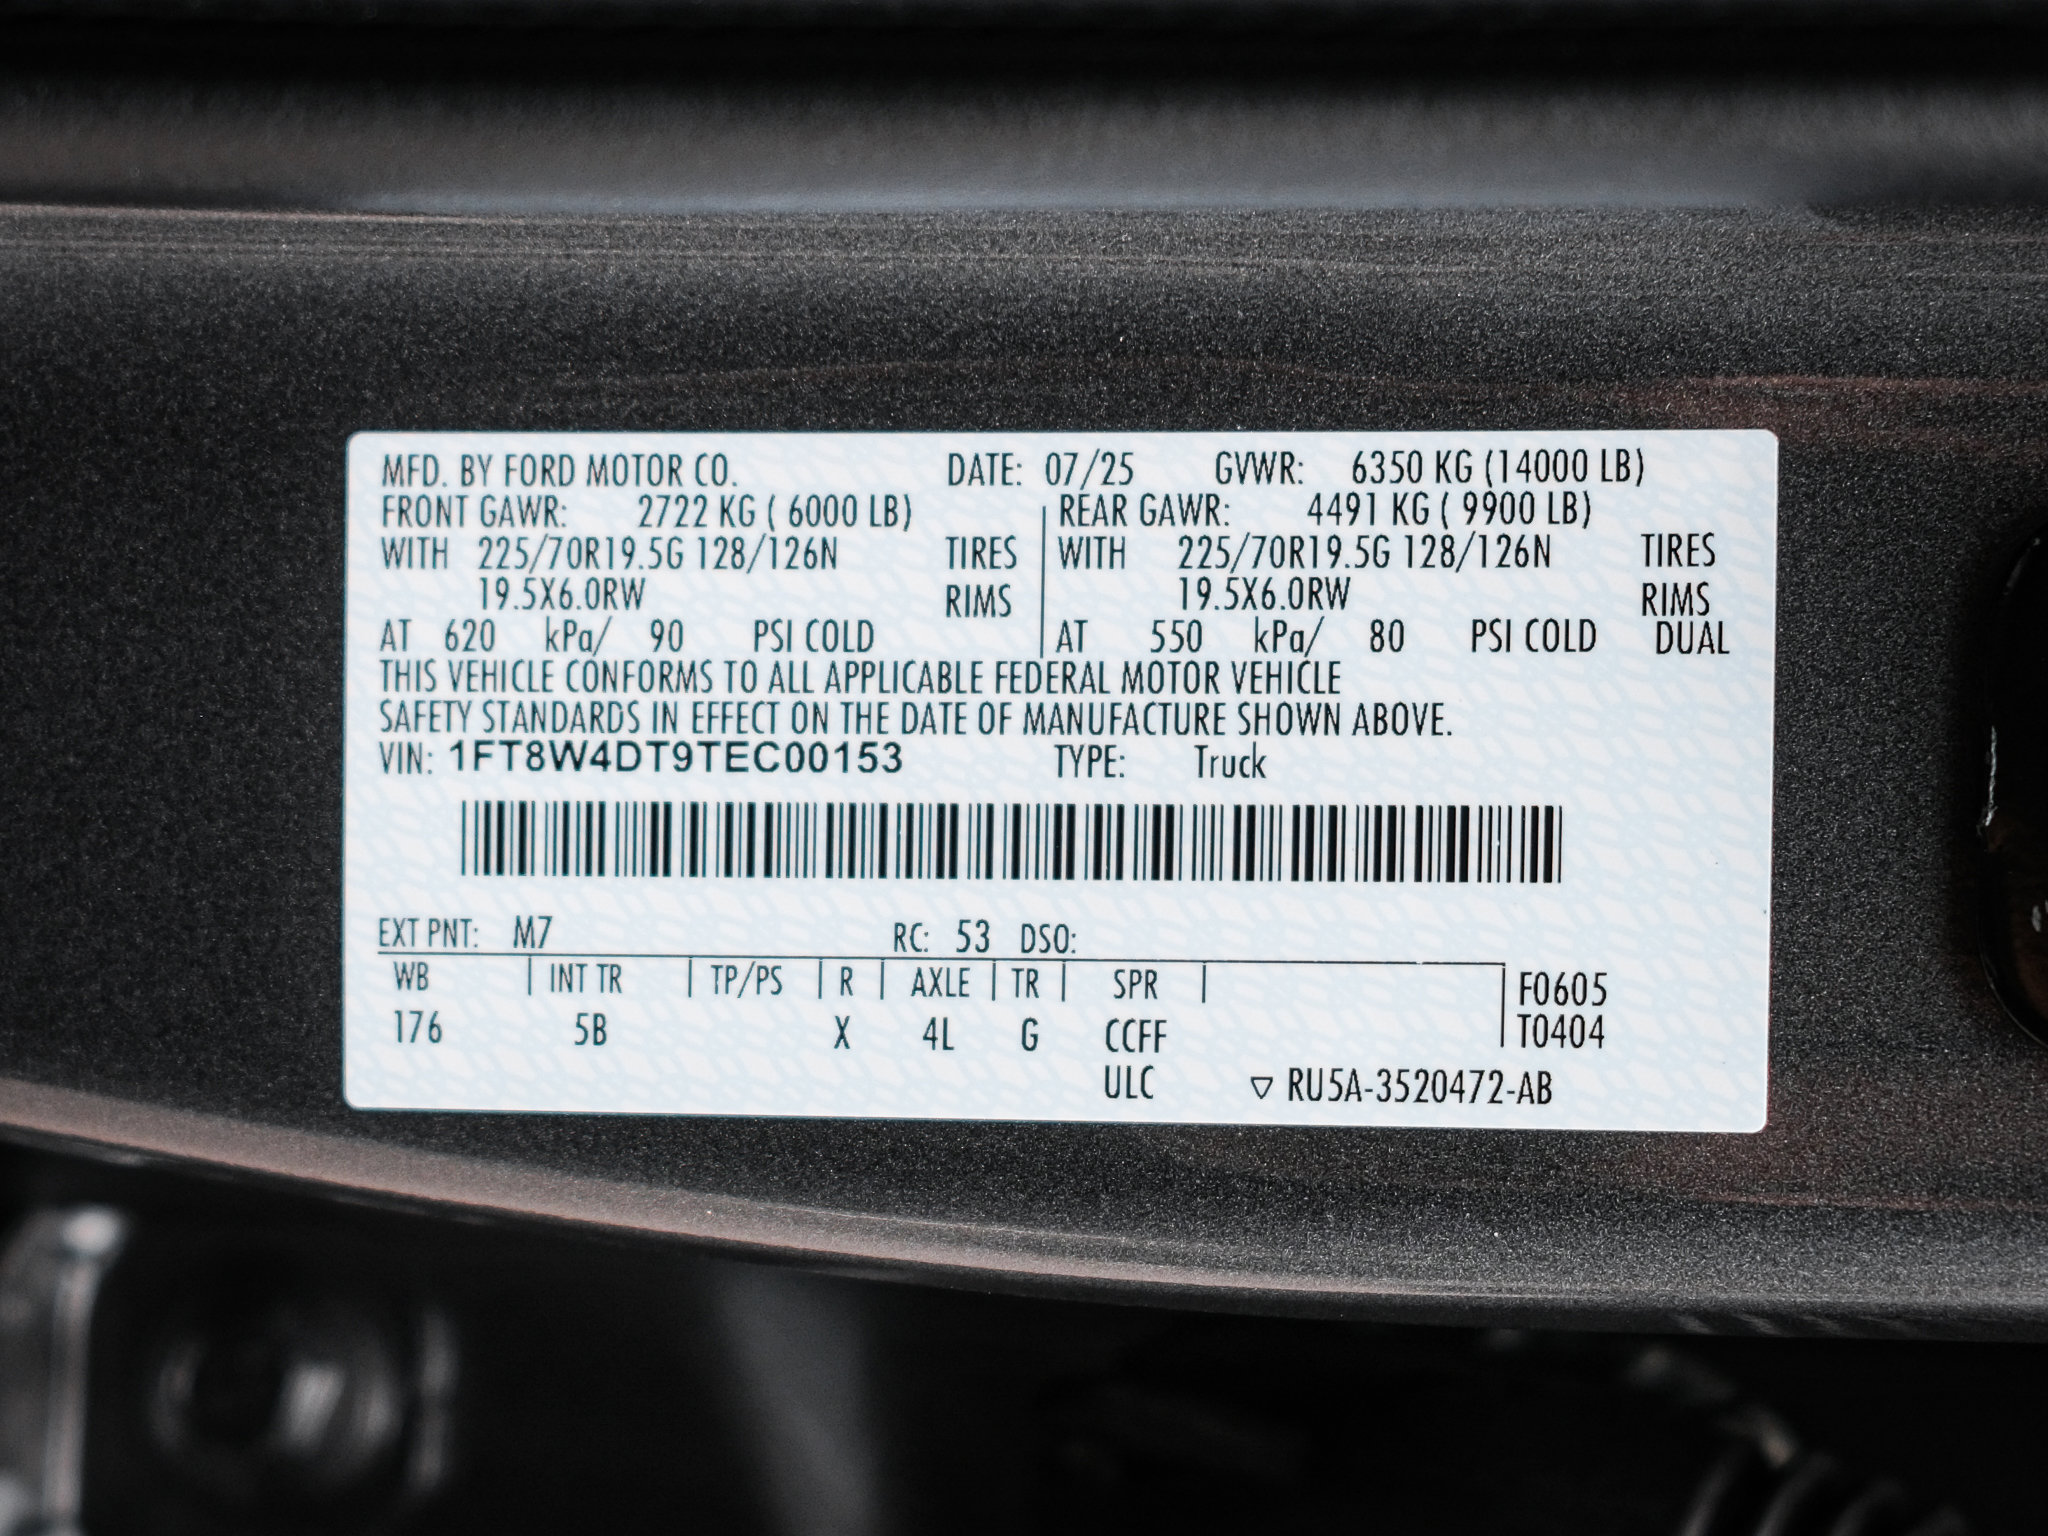 MFD. BY FORD MOTOR CO. DATE: 07/25 GVWR: 6350 KG (14000 LB)
FRONT GAWR: 2722 KG ( 6000 LB) REAR GAWR: 4491 KG ( 9900 LB)
WITH 225/70R19.5G 128/126N TIRES WITH 225/70R19.5G 128/126N TIRES
19.5X6.0RW RIMS 19.5X6.0RW RIMS
AT 620 kPa/ 90 PSI COLD AT 550 kPa/ 80 PSI COLD DUAL
THIS VEHICLE CONFORMS TO ALL APPLICABLE FEDERAL MOTOR VEHICLE
SAFETY STANDARDS IN EFFECT ON THE DATE OF MANUFACTURE SHOWN ABOVE.
VIN: 1FT8W4DT9TEC00153 TYPE: Truck
EXT PNT: M7 RC: 53 DSO:
WB INT TR TP/PS R AXLE TR SPR F0605
176 5B X 4L G CCFF T0404
ULC ▽ RU5A-3520472-AB